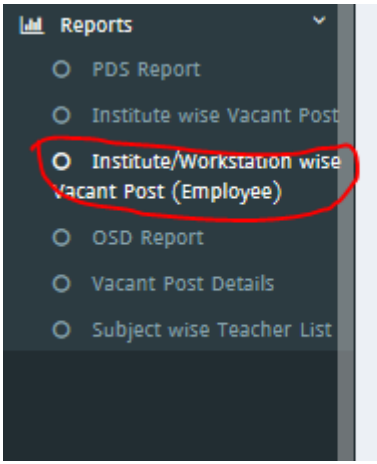 Reports
PDS Report
Institute wise Vacant Post
Institute/Workstation wise
Vacant Post (Employee)
OSD Report
Vacant Post Details
Subject wise Teacher List